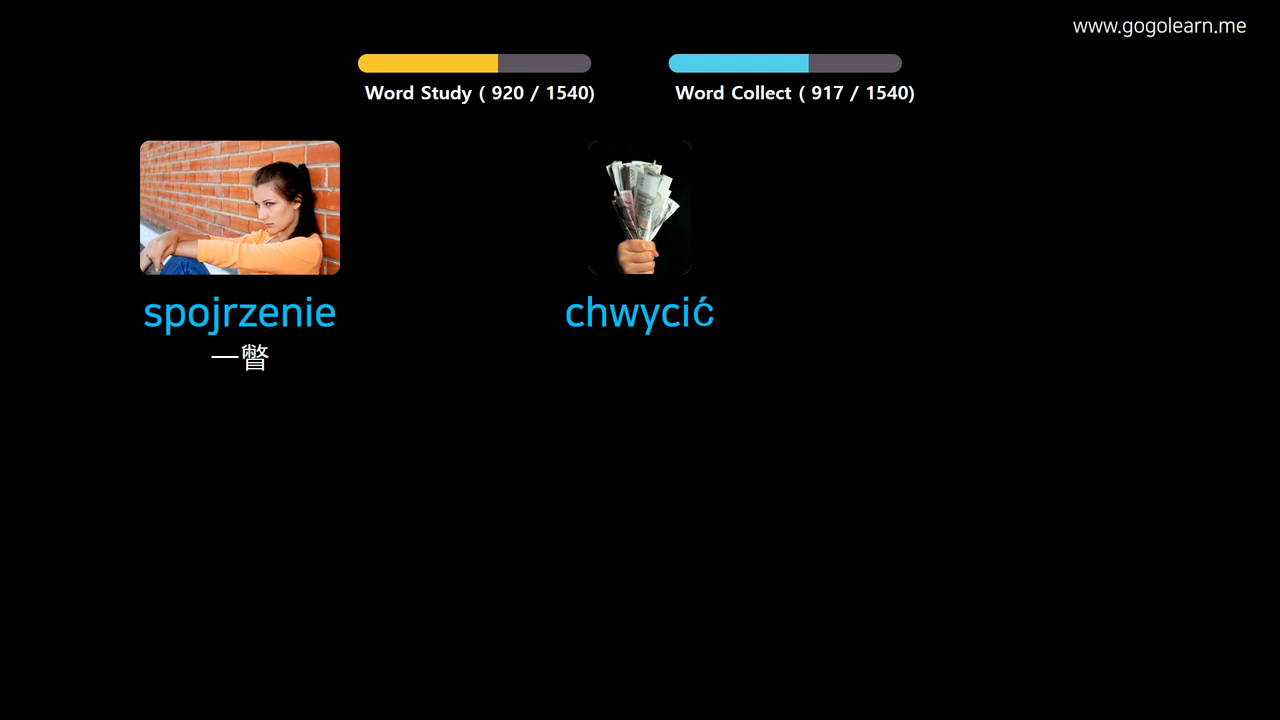 www.gogolearn.me
Word Study ( 920 / 1540)
Word Collect ( 917 / 1540)
spojrzenie
一瞥
chwycić